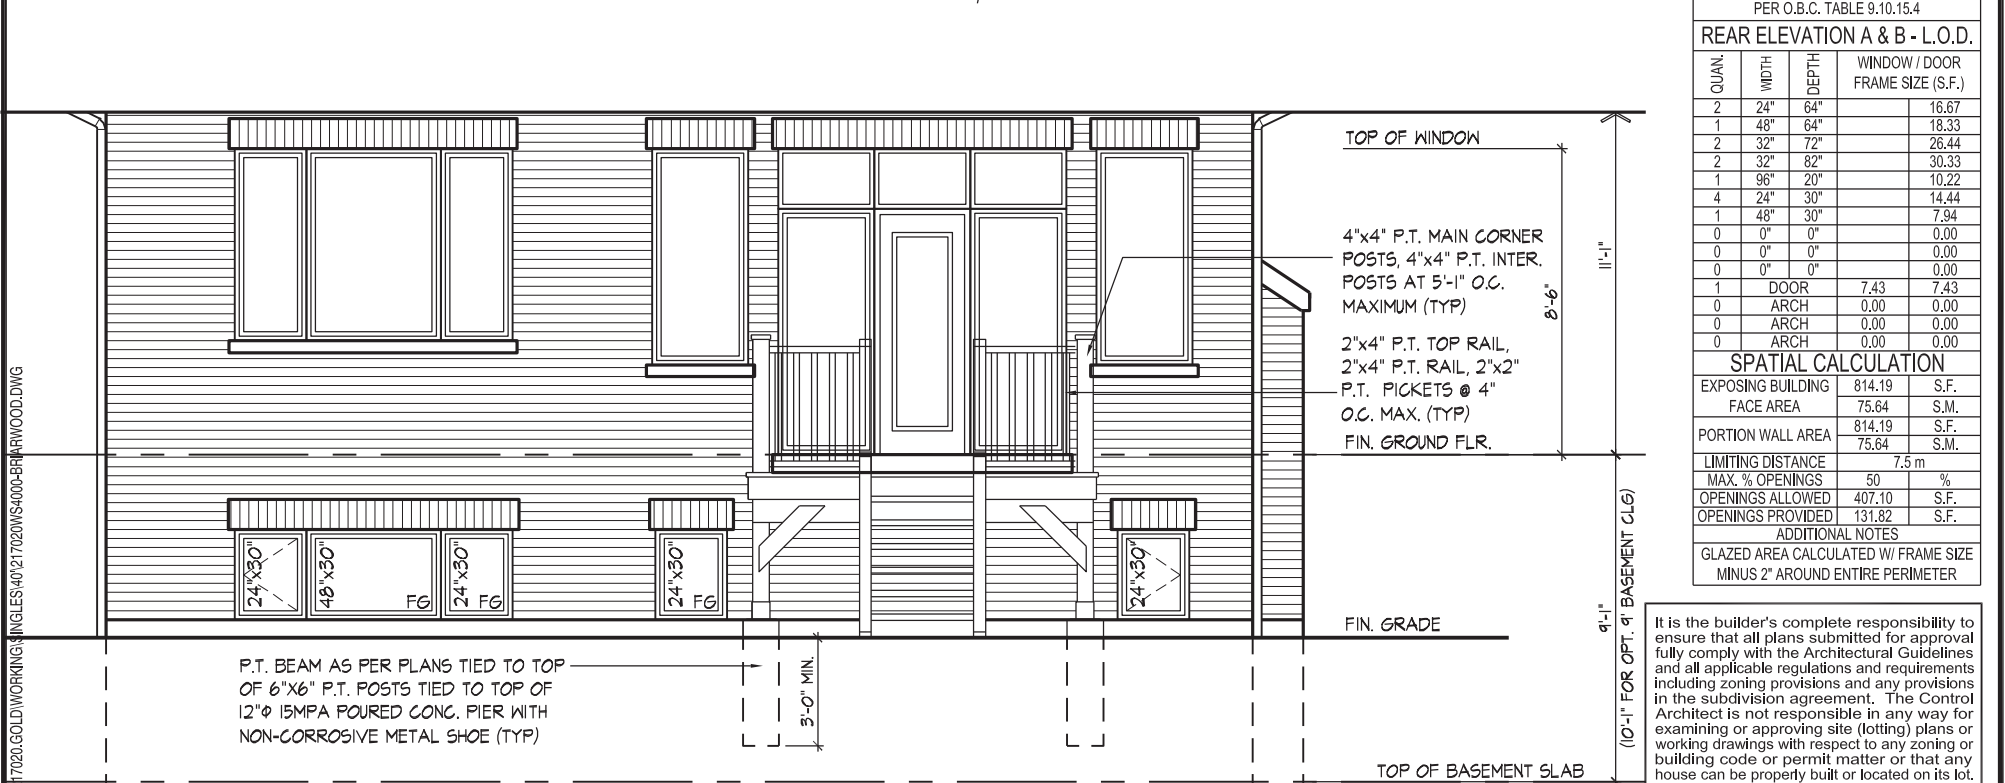 TOP OF WINDOW
4"x4" P.T. MAIN CORNER
POSTS, 4"x4" P.T. INTER.
POSTS AT 5'-1" O.C.
MAXIMUM (TYP)
2"x4" P.T. TOP RAIL,
2"x4" P.T. RAIL, 2"x2"
P.T. PICKETS @ 4"
O.C. MAX. (TYP)
FIN. GROUND FLR.
8'-6"
11'-1"
24"x30"
48"x30" FG
24"x30" FG
24"x30" FG
24"x30"
FIN. GRADE
9'-1"
(10'-1" FOR OPT. 9' BASEMENT CLG)
P.T. BEAM AS PER PLANS TIED TO TOP
OF 6"X6" P.T. POSTS TIED TO TOP OF
12"Φ 15MPA POURED CONC. PIER WITH
NON-CORROSIVE METAL SHOE (TYP)
3'-0" MIN.
TOP OF BASEMENT SLAB
17020.GOLD\WORKING\SINGLES\40\217020WS4000-BRIARWOOD.DWG
PER O.B.C. TABLE 9.10.15.4
REAR ELEVATION A & B - L.O.D.
QUAN. WIDTH DEPTH WINDOW / DOOR
FRAME SIZE (S.F.)
2 24" 64" 16.67
1 48" 64" 18.33
2 32" 72" 26.44
2 32" 82" 30.33
1 96" 20" 10.22
4 24" 30" 14.44
1 48" 30" 7.94
0 0" 0" 0.00
0 0" 0" 0.00
0 0" 0" 0.00
1 DOOR 7.43 7.43
0 ARCH 0.00 0.00
0 ARCH 0.00 0.00
0 ARCH 0.00 0.00
SPATIAL CALCULATION
EXPOSING BUILDING 814.19 S.F.
FACE AREA 75.64 S.M.
PORTION WALL AREA 814.19 S.F.
75.64 S.M.
LIMITING DISTANCE 7.5 m
MAX. % OPENINGS 50 %
OPENINGS ALLOWED 407.10 S.F.
OPENINGS PROVIDED 131.82 S.F.
ADDITIONAL NOTES
GLAZED AREA CALCULATED W/ FRAME SIZE
MINUS 2" AROUND ENTIRE PERIMETER
It is the builder's complete responsibility to
ensure that all plans submitted for approval
fully comply with the Architectural Guidelines
and all applicable regulations and requirements
including zoning provisions and any provisions
in the subdivision agreement. The Control
Architect is not responsible in any way for
examining or approving site (lotting) plans or
working drawings with respect to any zoning or
building code or permit matter or that any
house can be properly built or located on its lot.